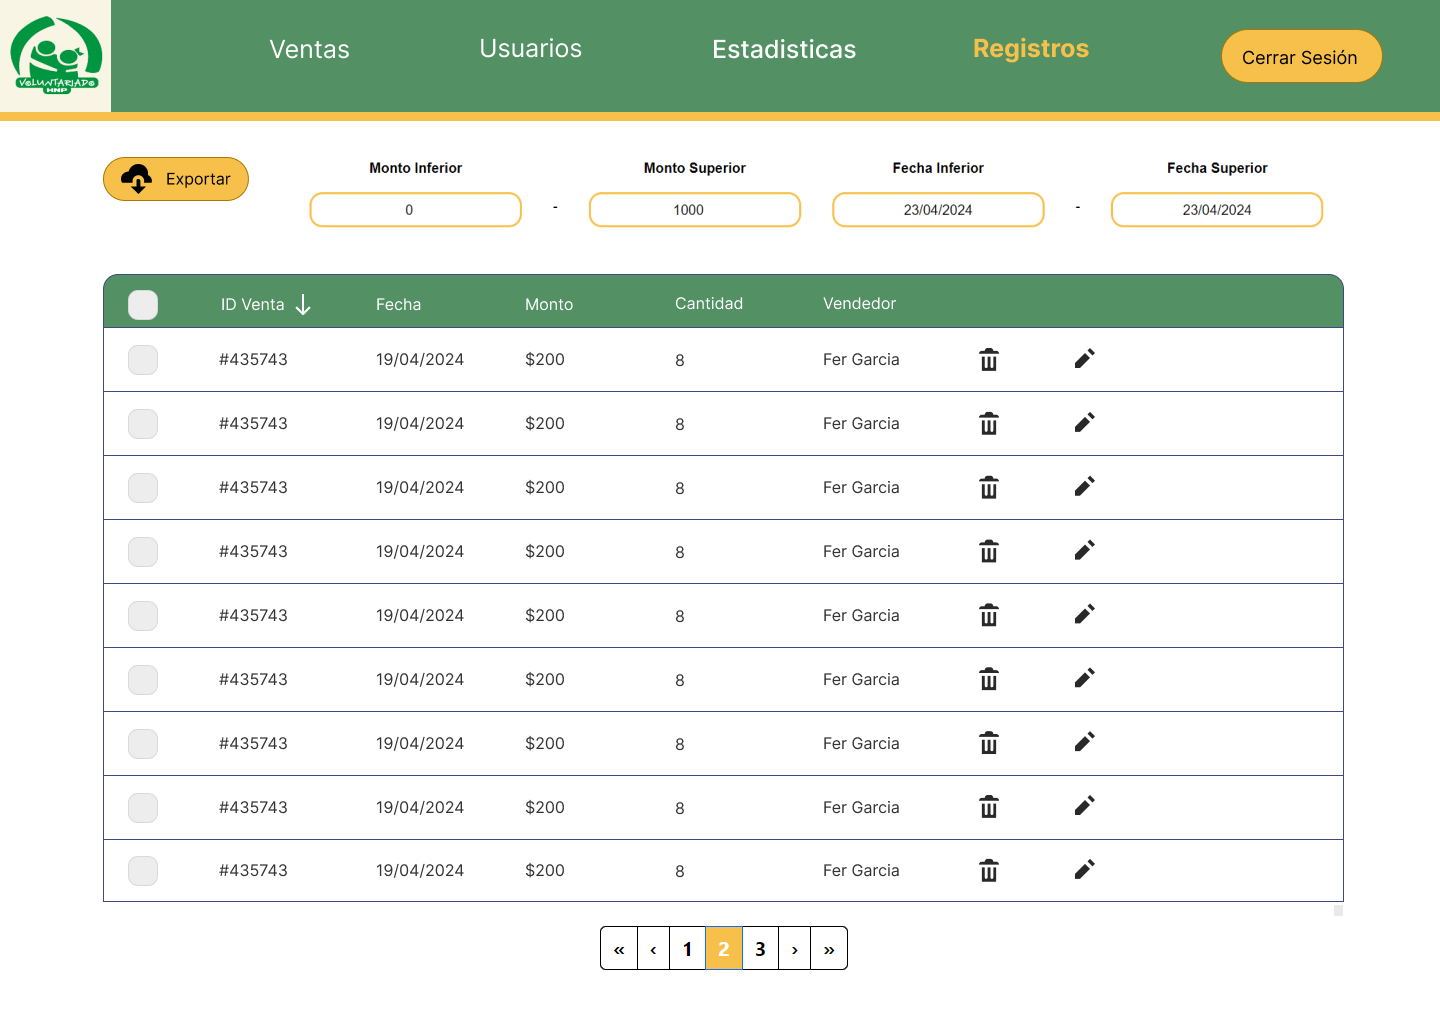 VOLUNTARIADO
HNP
Ventas Usuarios Estadisticas Registros Cerrar Sesión
Exportar
Monto Inferior Monto Superior Fecha Inferior Fecha Superior
0 - 1000 23/04/2024 - 23/04/2024
ID Venta Fecha Monto Cantidad Vendedor
#435743 19/04/2024 $200 8 Fer Garcia
#435743 19/04/2024 $200 8 Fer Garcia
#435743 19/04/2024 $200 8 Fer Garcia
#435743 19/04/2024 $200 8 Fer Garcia
#435743 19/04/2024 $200 8 Fer Garcia
#435743 19/04/2024 $200 8 Fer Garcia
#435743 19/04/2024 $200 8 Fer Garcia
#435743 19/04/2024 $200 8 Fer Garcia
#435743 19/04/2024 $200 8 Fer Garcia
« ‹ 1 2 3 › »